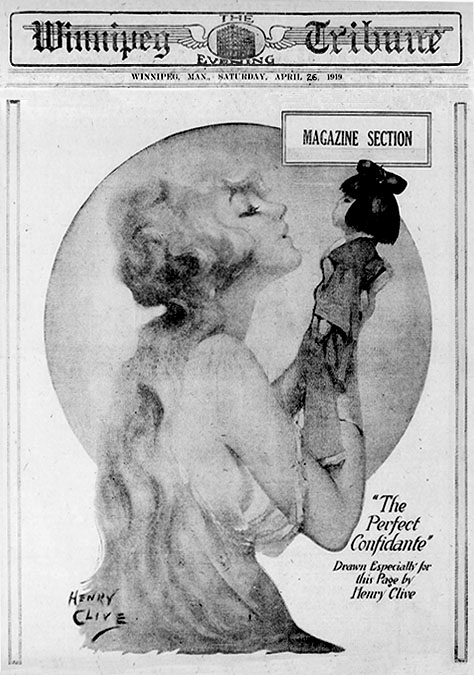 THE
Winnipeg Tribune
EVENING
WINNIPEG, MAN., SATURDAY, APRIL 26, 1919
MAGAZINE SECTION
"The
Perfect
Confidante"
Drawn Especially for
this Page by
Henry Clive
HENRY
CLIVE